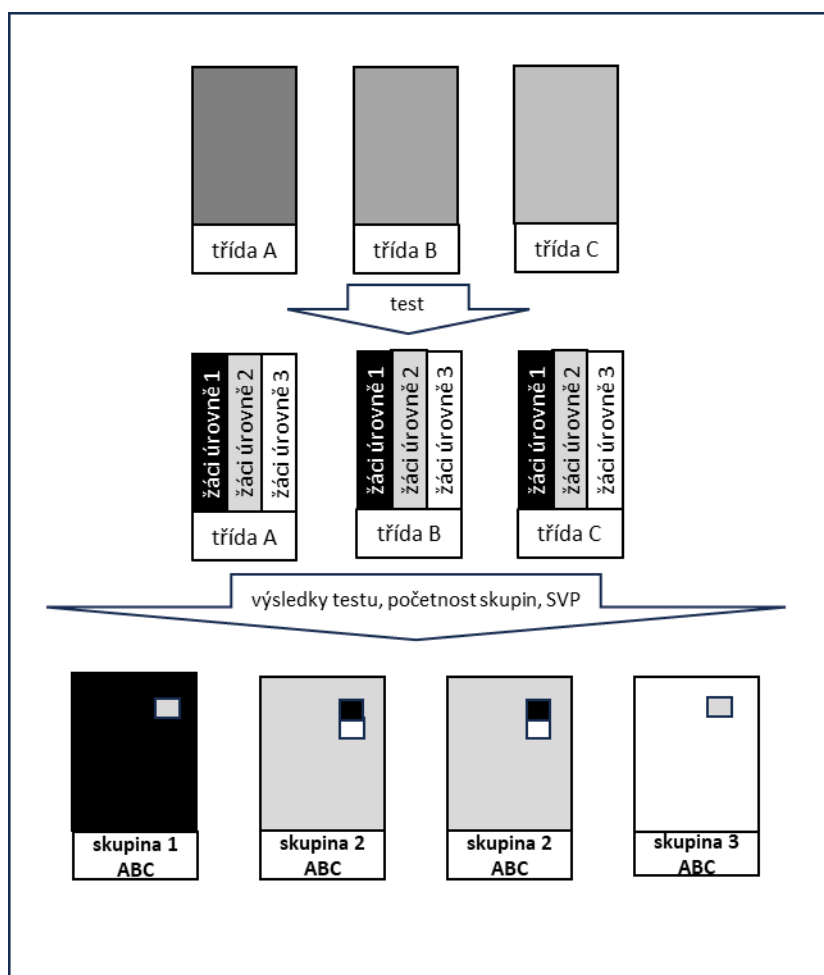 třída A
třída B
třída C
test
žáci úrovně 1
žáci úrovně 2
žáci úrovně 3
třída A
žáci úrovně 1
žáci úrovně 2
žáci úrovně 3
třída B
žáci úrovně 1
žáci úrovně 2
žáci úrovně 3
třída C
výsledky testu, početnost skupin, SVP
skupina 1
ABC
skupina 2
ABC
skupina 2
ABC
skupina 3
ABC